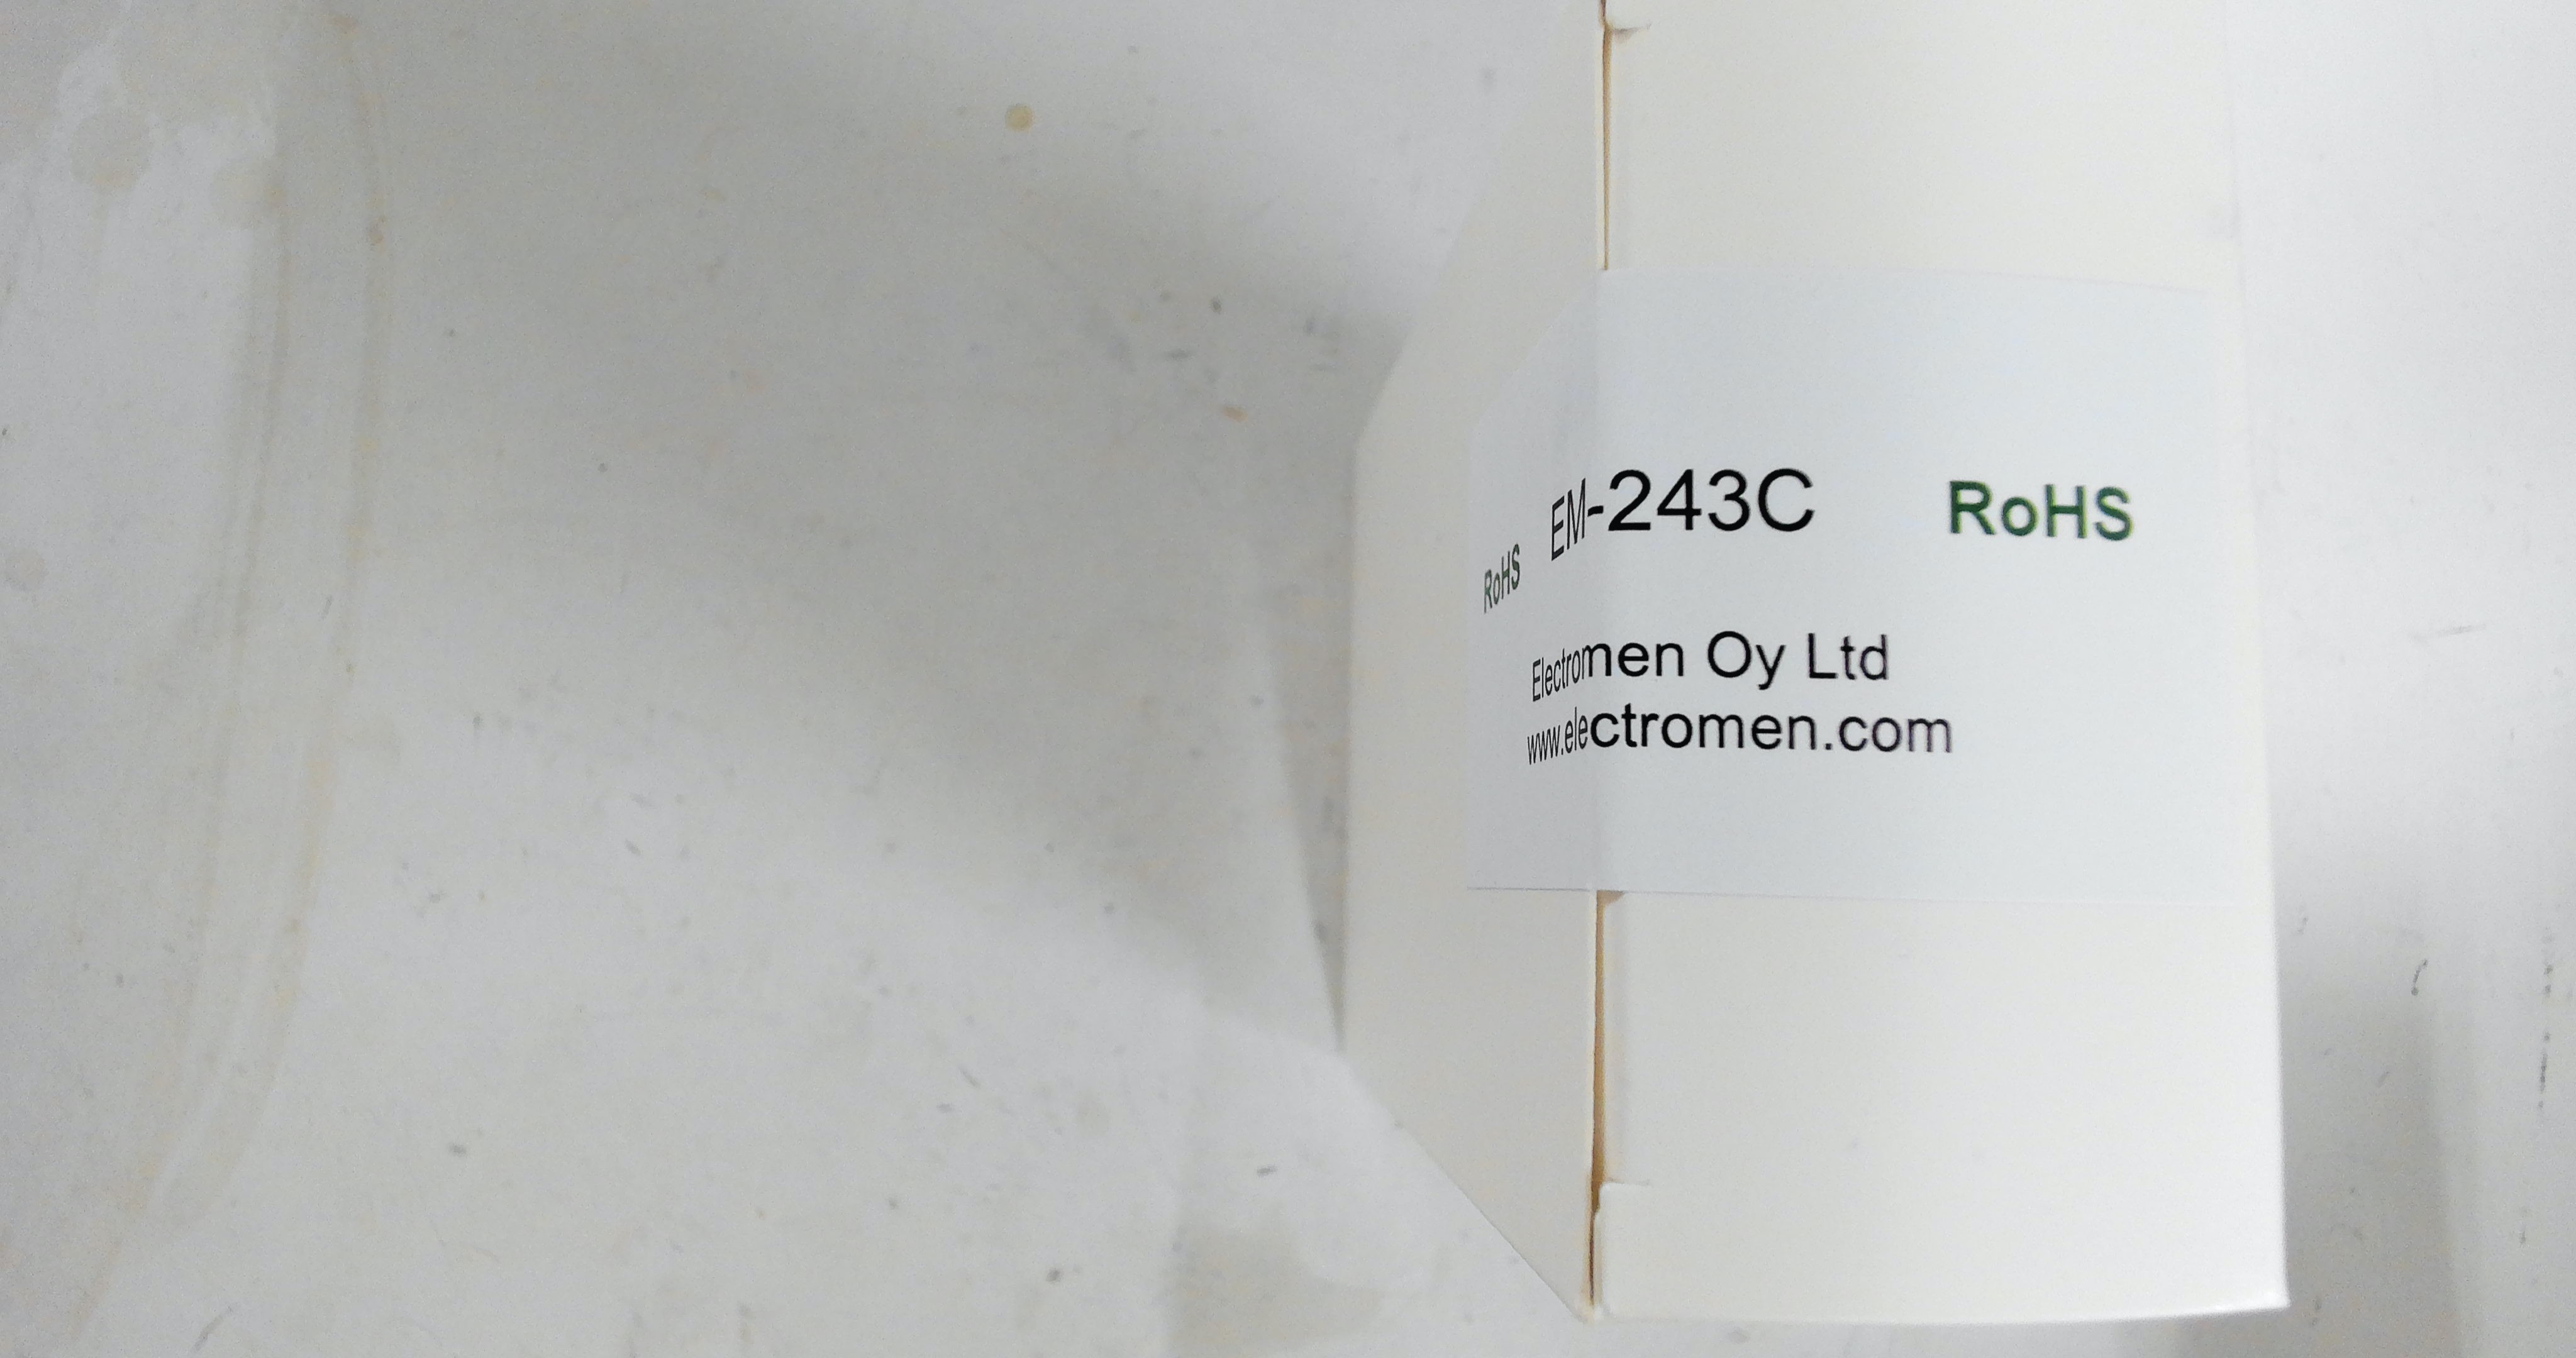 RoHS EM-243C RoHS
Electromen Oy Ltd
www.electromen.com